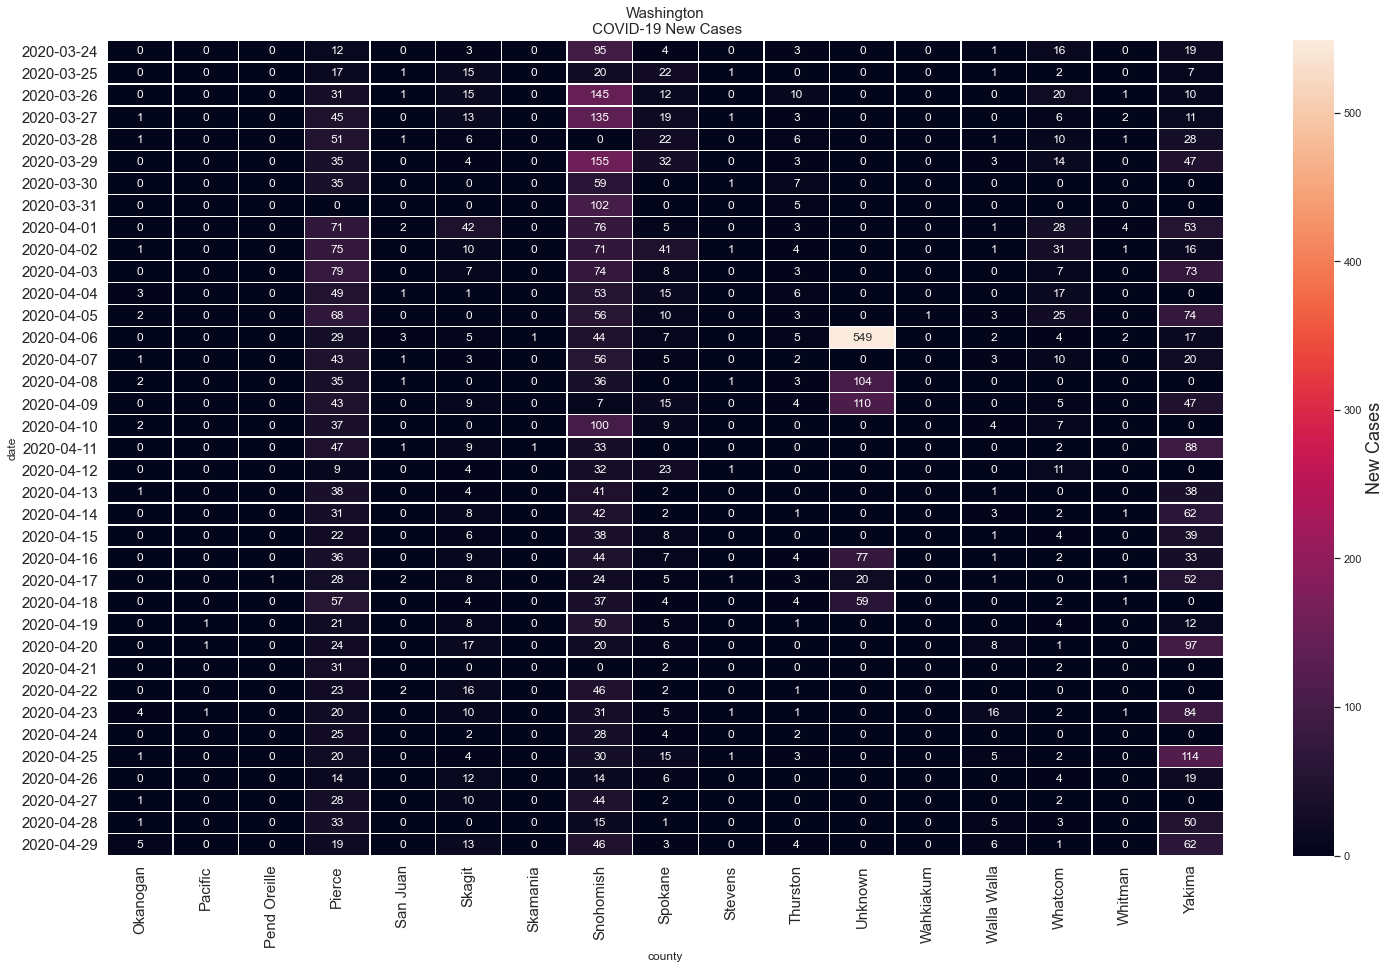 Washington
COVID-19 New Cases
2020-03-24 0 0 0 12 0 3 0 95 4 0 3 0 0 1 16 0 19
2020-03-25 0 0 0 17 1 15 0 20 22 1 0 0 0 1 2 0 7
2020-03-26 0 0 0 31 1 15 0 145 12 0 10 0 0 0 20 1 10
2020-03-27 1 0 0 45 0 13 0 135 19 1 3 0 0 0 6 2 11
2020-03-28 1 0 0 51 1 6 0 0 22 0 6 0 0 1 10 1 28
2020-03-29 0 0 0 35 0 4 0 155 32 0 3 0 0 3 14 0 47
2020-03-30 0 0 0 35 0 0 0 59 0 1 7 0 0 0 0 0 0
2020-03-31 0 0 0 0 0 0 0 102 0 0 5 0 0 0 0 0 0
2020-04-01 0 0 0 71 2 42 0 76 5 0 3 0 0 1 28 4 53
2020-04-02 1 0 0 75 0 10 0 71 41 1 4 0 0 1 31 1 16
2020-04-03 0 0 0 79 0 7 0 74 8 0 3 0 0 0 7 0 73
2020-04-04 3 0 0 49 1 1 0 53 15 0 6 0 0 0 17 0 0
2020-04-05 2 0 0 68 0 0 0 56 10 0 3 0 1 3 25 0 74
2020-04-06 0 0 0 29 3 5 1 44 7 0 5 549 0 2 4 2 17
2020-04-07 1 0 0 43 1 3 0 56 5 0 2 0 0 3 10 0 20
2020-04-08 2 0 0 35 1 0 0 36 0 1 3 104 0 0 0 0 0
2020-04-09 0 0 0 43 0 9 0 7 15 0 4 110 0 0 5 0 47
2020-04-10 2 0 0 37 0 0 0 100 9 0 0 0 0 4 7 0 0
2020-04-11 0 0 0 47 1 9 1 33 0 0 0 0 0 0 2 0 88
2020-04-12 0 0 0 9 0 4 0 32 23 1 0 0 0 0 11 0 0
2020-04-13 1 0 0 38 0 4 0 41 2 0 0 0 0 1 0 0 38
2020-04-14 0 0 0 31 0 8 0 42 2 0 1 0 0 3 2 1 62
2020-04-15 0 0 0 22 0 6 0 38 8 0 0 0 0 1 4 0 39
2020-04-16 0 0 0 36 0 9 0 44 7 0 4 77 0 1 2 0 33
2020-04-17 0 0 1 28 2 8 0 24 5 1 3 20 0 1 0 1 52
2020-04-18 0 0 0 57 0 4 0 37 4 0 4 59 0 0 2 1 0
2020-04-19 0 1 0 21 0 8 0 50 5 0 1 0 0 0 4 0 12
2020-04-20 0 1 0 24 0 17 0 20 6 0 0 0 0 8 1 0 97
2020-04-21 0 0 0 31 0 0 0 0 2 0 0 0 0 0 2 0 0
2020-04-22 0 0 0 23 2 16 0 46 2 0 1 0 0 0 0 0 0
2020-04-23 4 1 0 20 0 10 0 31 5 1 1 0 0 16 2 1 84
2020-04-24 0 0 0 25 0 2 0 28 4 0 2 0 0 0 0 0 0
2020-04-25 1 0 0 20 0 4 0 30 15 1 3 0 0 5 2 0 114
2020-04-26 0 0 0 14 0 12 0 14 6 0 0 0 0 0 4 0 19
2020-04-27 1 0 0 28 0 10 0 44 2 0 0 0 0 0 2 0 0
2020-04-28 1 0 0 33 0 0 0 15 1 0 0 0 0 5 3 0 50
2020-04-29 5 0 0 19 0 13 0 46 3 0 4 0 0 6 1 0 62
date
Okanogan
Pacific
Pend Oreille
Pierce
San Juan
Skagit
Skamania
Snohomish
Spokane
Stevens
Thurston
Unknown
Wahkiakum
Walla Walla
Whatcom
Whitman
Yakima
county
500
400
300
200
100
0
New Cases